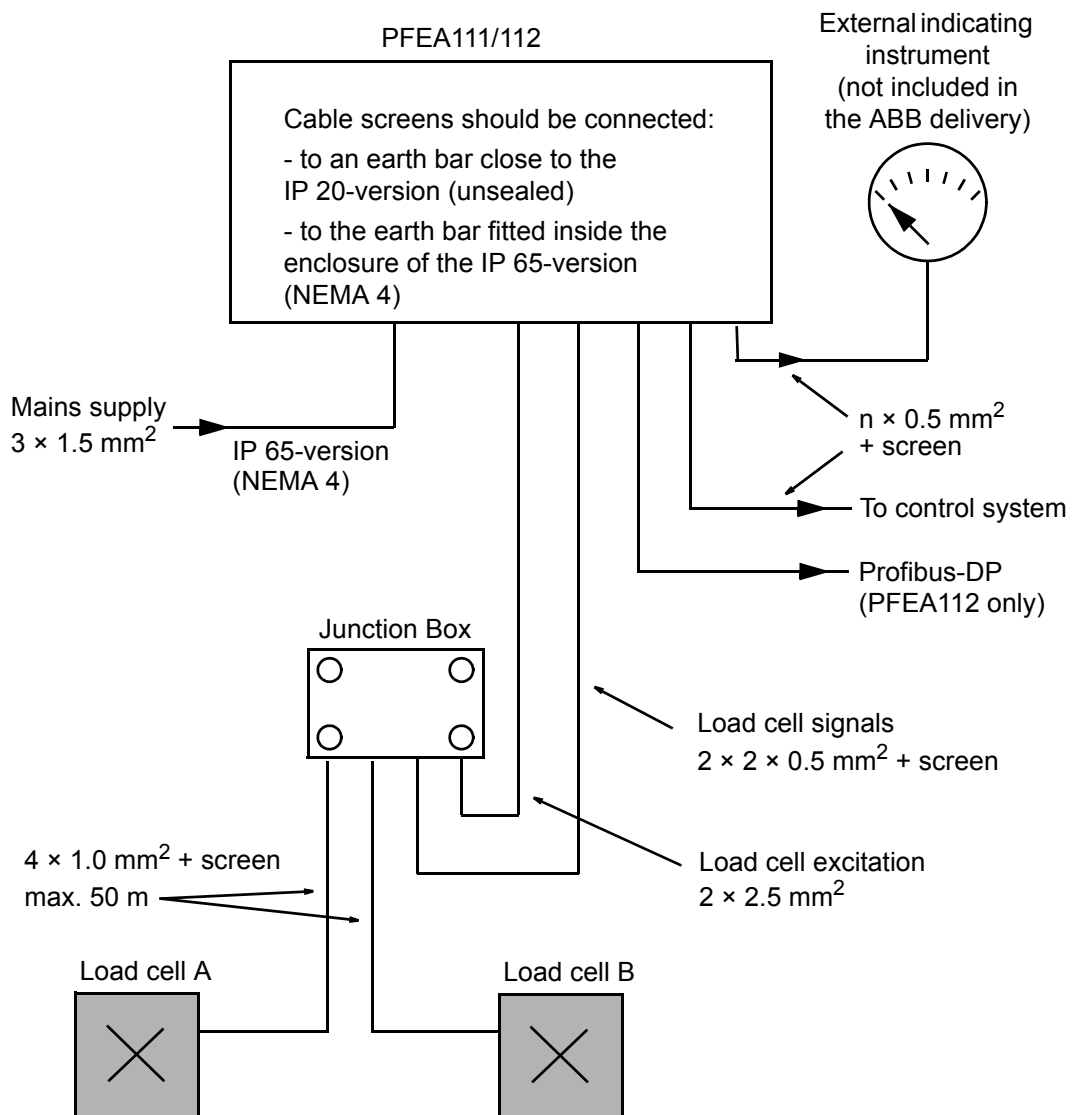 PFEA111/112
External indicating
instrument
(not included in
the ABB delivery)
Cable screens should be connected:
- to an earth bar close to the
IP 20-version (unsealed)
- to the earth bar fitted inside the
enclosure of the IP 65-version
(NEMA 4)
Mains supply
3 × 1.5 mm²
IP 65-version
(NEMA 4)
n × 0.5 mm²
+ screen
To control system
Profibus-DP
(PFEA112 only)
Junction Box
Load cell signals
2 × 2 × 0.5 mm² + screen
Load cell excitation
2 × 2.5 mm²
4 × 1.0 mm² + screen
max. 50 m
Load cell A
Load cell B